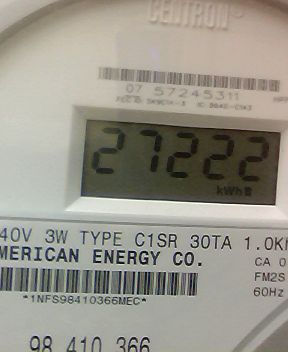 CENTRON®
07 57245311
27222
kWh
40V 3W TYPE C1SR 30TA 1.0K
MERICAN ENERGY CO.
CA 0
FM2S
*1NFS98410366MEC*
60Hz
98 410 366